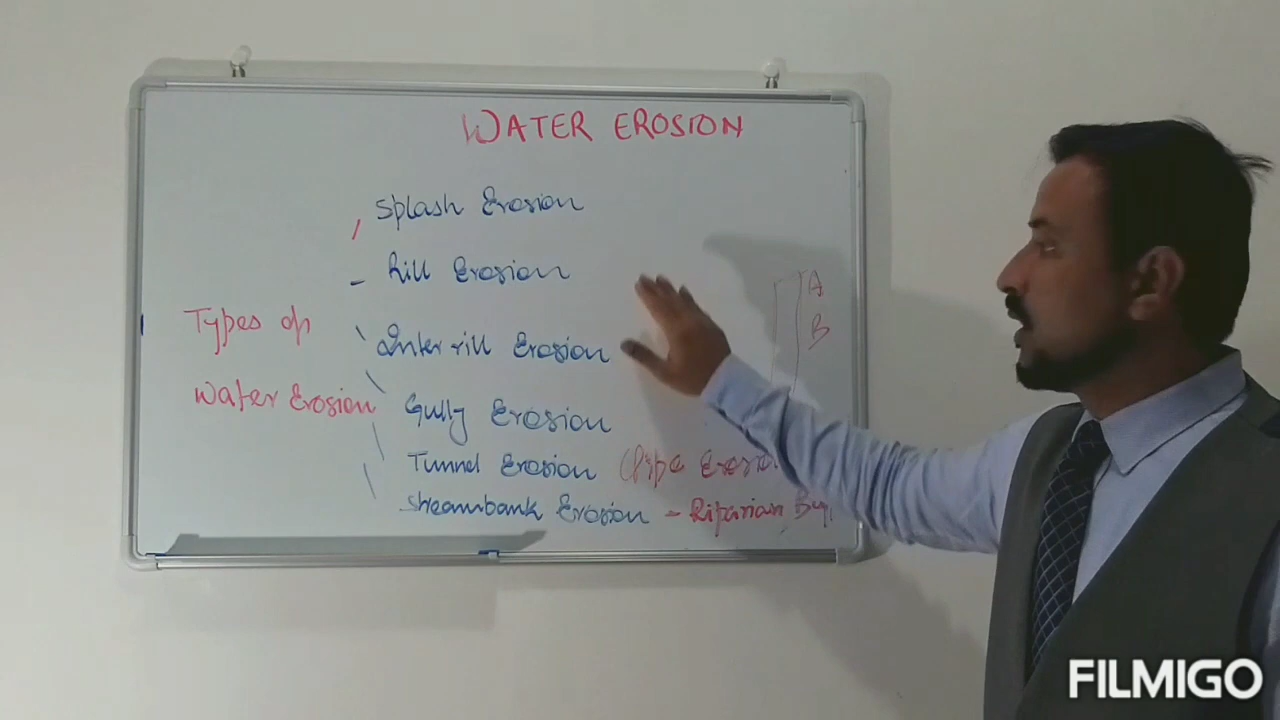 WATER EROSION
Splash Erosion
Rill Erosion
Types of
Inter rill Erosion
Water Erosion
Gully Erosion
Tunnel Erosion (Pipe
Streambank Erosion - Riparian
A
B
FILMIGO